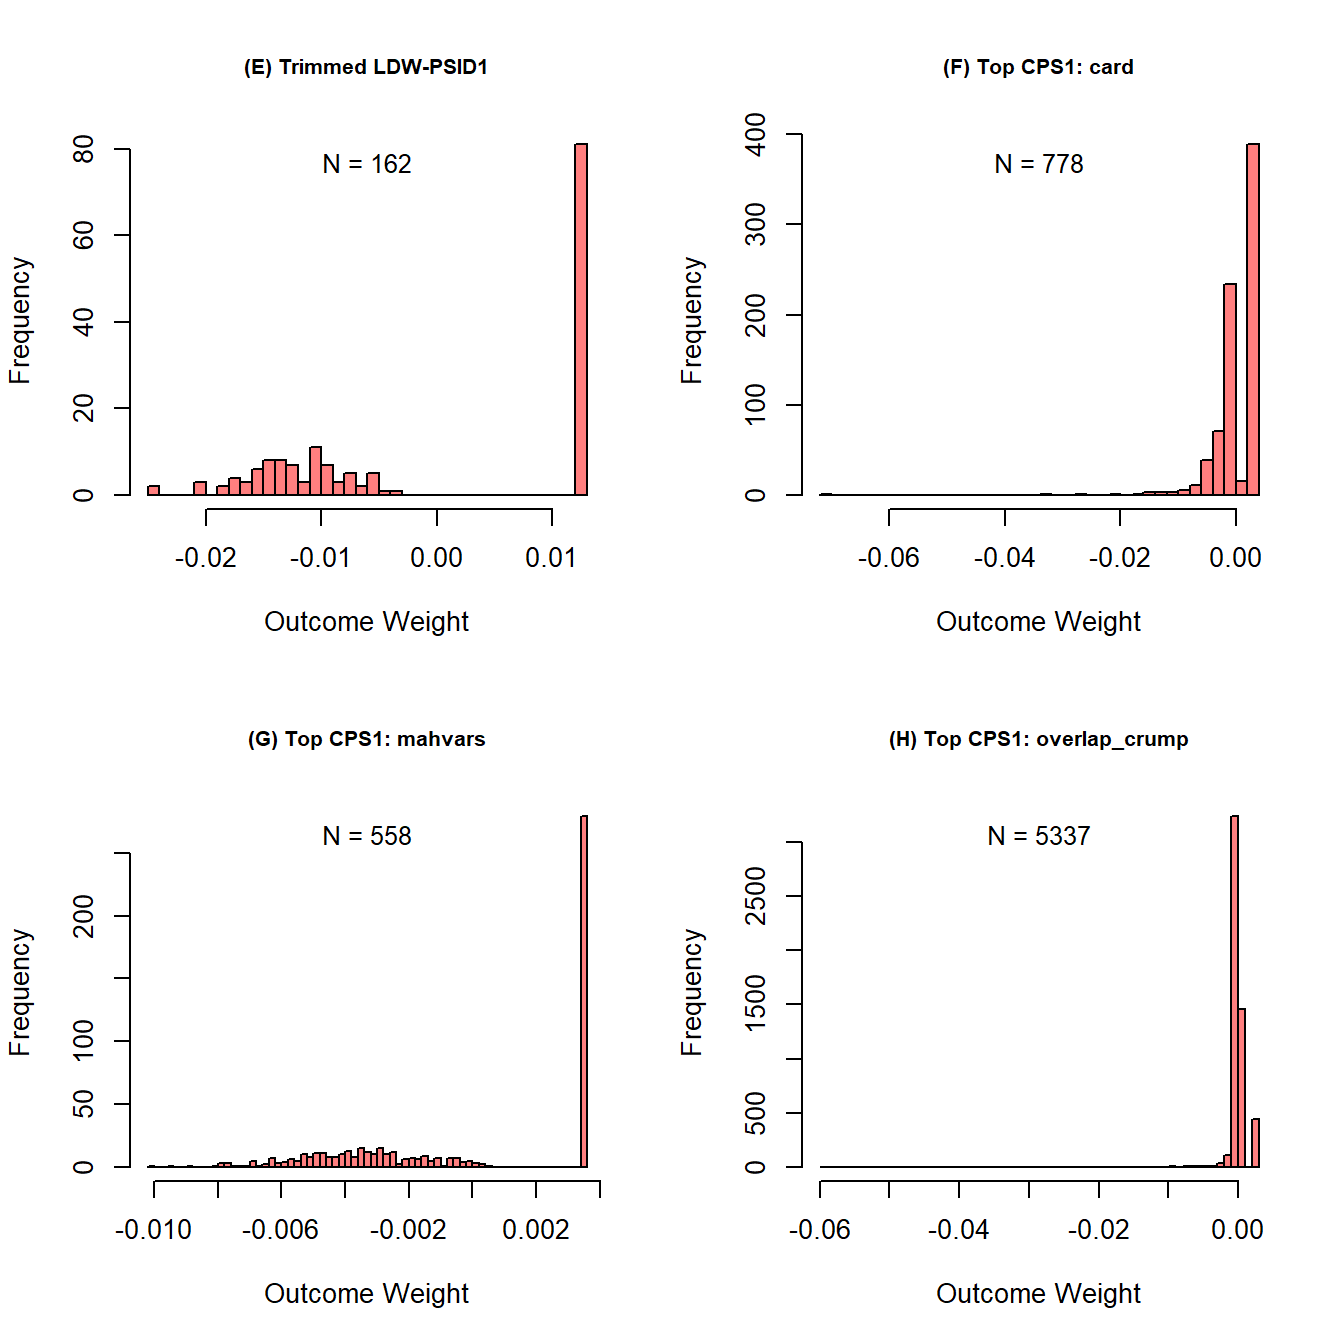 (E) Trimmed LDW-PSID1
N = 162
Frequency
0 20 40 60 80
-0.02 -0.01 0.00 0.01
Outcome Weight
(F) Top CPS1: card
N = 778
Frequency
0 100 200 300 400
-0.06 -0.04 -0.02 0.00
Outcome Weight
(G) Top CPS1: mahvars
N = 558
Frequency
0 50 100 200
-0.010 -0.006 -0.002 0.002
Outcome Weight
(H) Top CPS1: overlap_crump
N = 5337
Frequency
0 500 1500 2500
-0.06 -0.04 -0.02 0.00
Outcome Weight